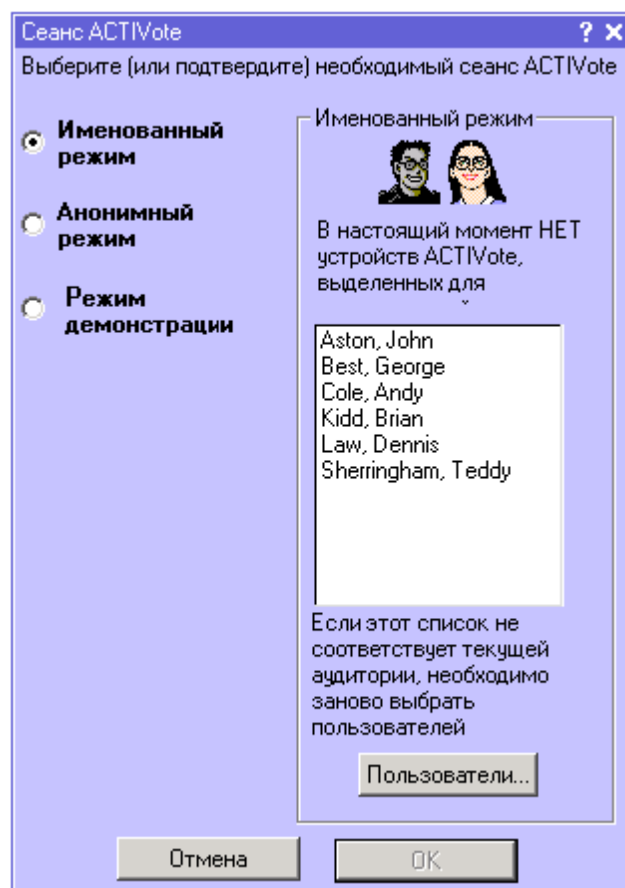 Сеанс ACTIVote
Выберите (или подтвердите) необходимый сеанс ACTIVote
Именованный
режим
Анонимный
режим
Режим
демонстрации
Именованный режим
В настоящий момент НЕТ
устройств ACTIVote,
выделенных для
Aston, John
Best, George
Cole, Andy
Kidd, Brian
Law, Dennis
Sherringham, Teddy
Если этот список не
соответствует текущей
аудитории, необходимо
заново выбрать
пользователей
Пользователи...
Отмена
OK